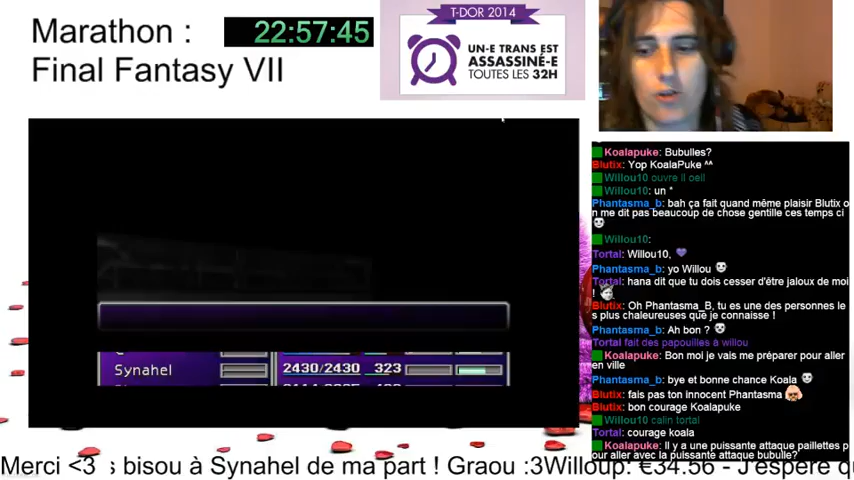 Marathon :
22:57:45
Final Fantasy VII
T-DOR 2014
UN-E TRANS EST
ASSASSINÉ-E
TOUTES LES 32H
Synahel
2430/2430 323
Koalapuke: Bubulles?
Blutix: Yop KoalaPuke ^^
Willou10 ouvre il oeil
Willou10: un *
Phantasma_b: bah ça fait quand même plaisir Blutix o
n me dit pas beaucoup de chose gentille ces temps ci
Willou10:
Tortal: Willou10,
Phantasma_b: yo Willou
Tortal: hana dit que tu dois cesser d'être jaloux de moi
!
Blutix: Oh Phantasma_B, tu es une des personnes le
s plus chaleureuses que je connaisse !
Phantasma_b: Ah bon ?
Tortal fait des papouilles à willou
Koalapuke: Bon moi je vais me préparer pour aller
en ville
Phantasma_b: bye et bonne chance Koala
Blutix: fais pas ton innocent Phantasma
Blutix: bon courage Koalapuke
Willou10 calin tortal
Tortal: courage koala
Koalapuke: Il y a une puissante attaque paillettes p
our aller avec la puissante attaque bubulle?
Merci <3 s bisou à Synahel de ma part ! Graou :3Willoup: €34.56 - J'espère qu